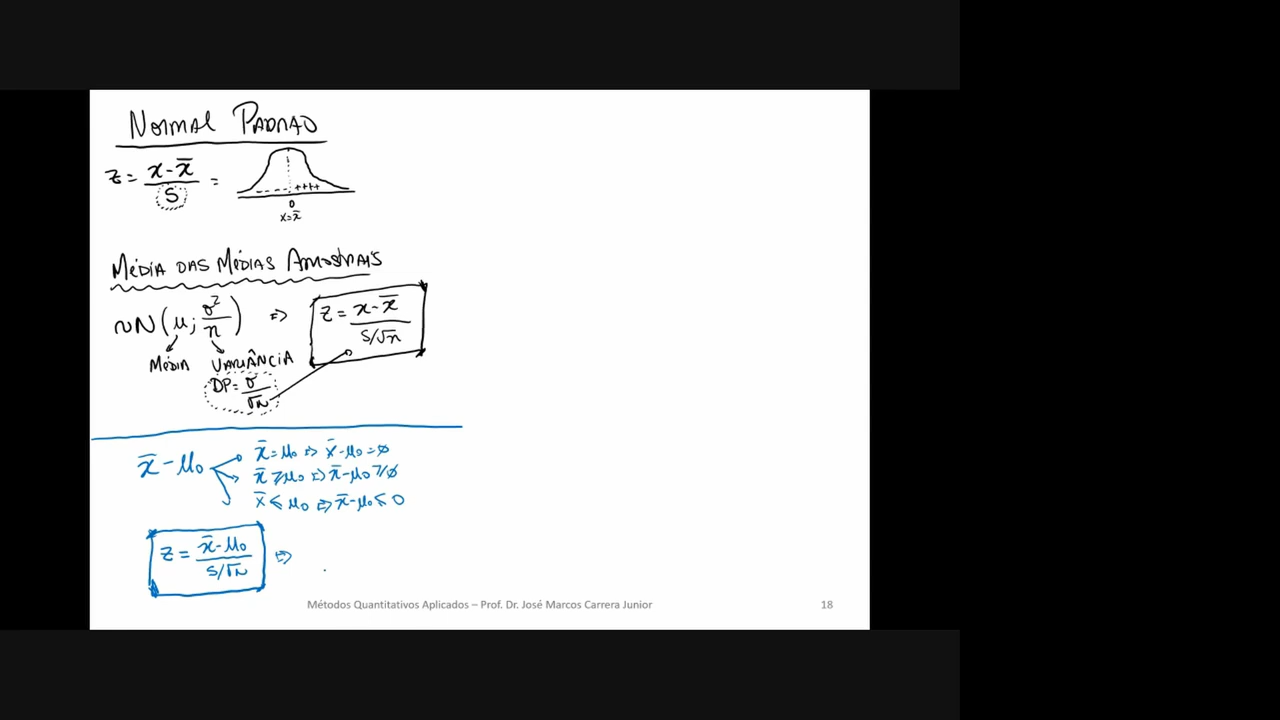 NORMAL PADRÃO
z = x - x̄ / S =
0
x = x̄
MÉDIA DAS MÉDIAS AMOSTRAIS
~N(μ; σ²/n) ⇒ z = x - x̄ / S/√n
MÉDIA VARIÂNCIA
DP = σ/√n
x̄ - μ₀
x̄ = μ₀ ⇒ x̄ - μ₀ = 0
x̄ ≥ μ₀ ⇒ x̄ - μ₀ ≥ 0
x̄ ≤ μ₀ ⇒ x̄ - μ₀ ≤ 0
z = x̄ - μ₀ / S/√n ⇒
Métodos Quantitativos Aplicados – Prof. Dr. José Marcos Carrera Junior 18